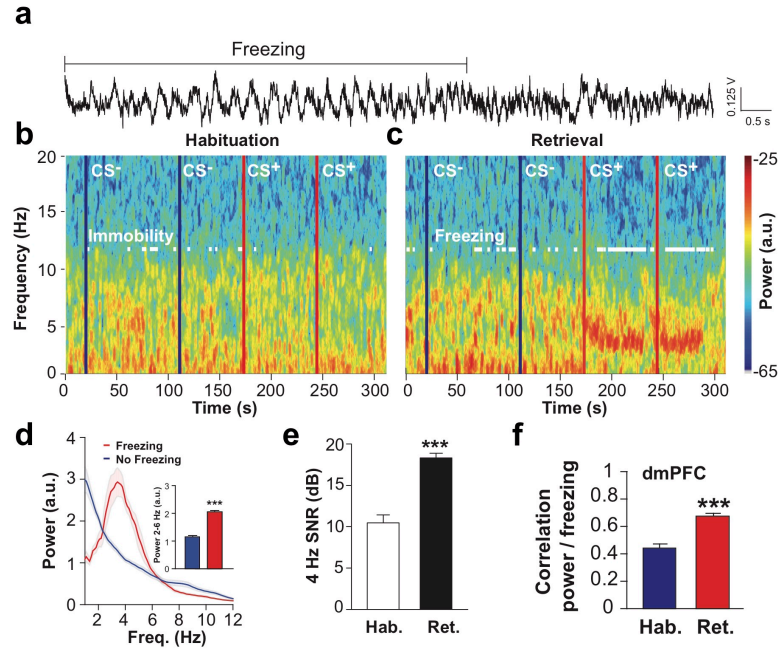 a
Freezing
0.125 V
0.5 s
b
Habituation
c
Retrieval
Frequency (Hz)
20
15
10
5
0
CS-
CS-
CS+
CS+
Immobility
0
50
100
150
200
250
300
Time (s)
CS-
CS-
CS+
CS+
Freezing
0
50
100
150
200
250
300
Time (s)
-25
Power (a.u.)
-65
d
Power (a.u.)
4
3
2
1
0
Freezing
No Freezing
Power 2-6 Hz (a.u.)
3
2
1
0
***
2
4
6
8
10
12
Freq. (Hz)
e
4 Hz SNR (dB)
20
15
10
5
0
***
Hab.
Ret.
f
dmPFC
Correlation
power / freezing
1
0.8
0.6
0.4
0.2
0
***
Hab.
Ret.